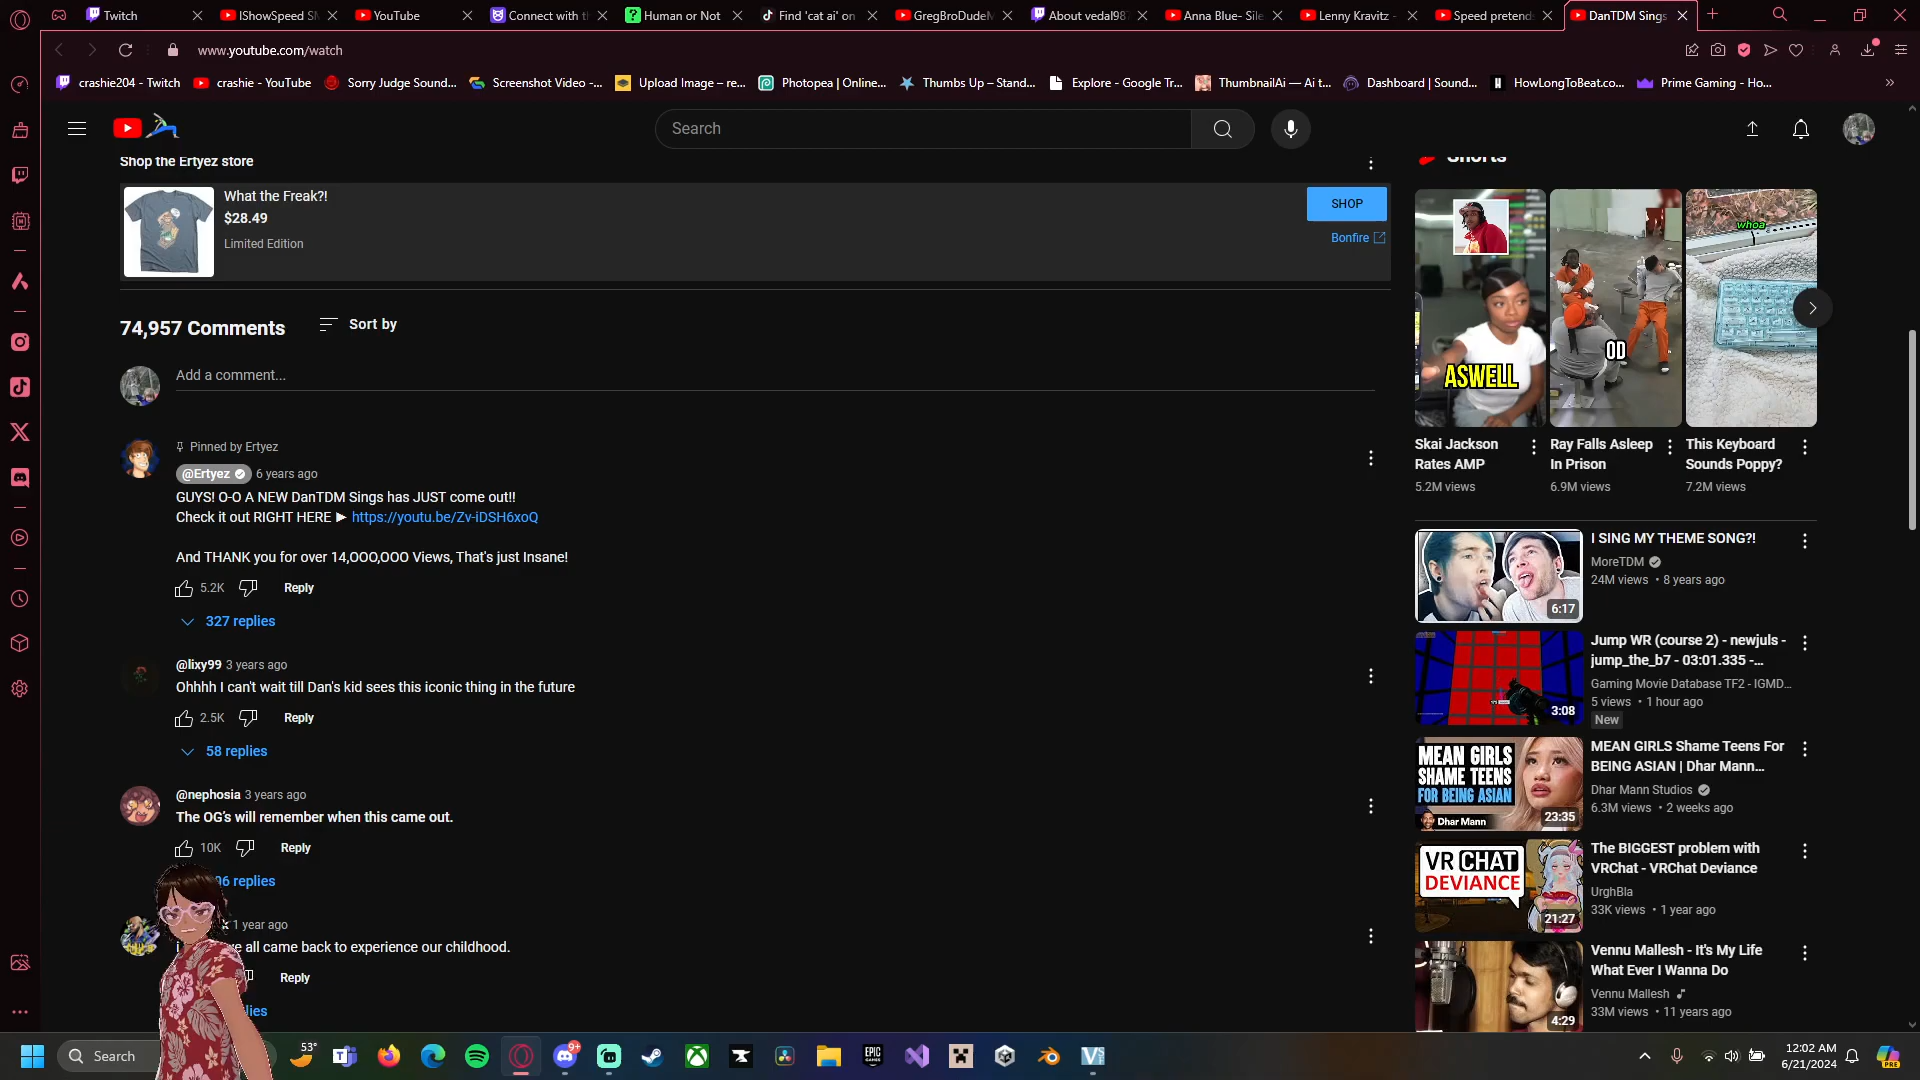 Twitch
IShowSpeed SM
YouTube
Connect with th
Human or Not
Find 'cat ai' on
GregBroDudeM
About vedal987
Anna Blue- Sile
Lenny Kravitz -
Speed pretends
DanTDM Sings
www.youtube.com/watch
crashie204 - Twitch
crashie - YouTube
Sorry Judge Sound...
Screenshot Video -...
Upload Image – re...
Photopea | Online...
Thumbs Up – Stand...
Explore - Google Tr...
ThumbnailAi — Ai t...
Dashboard | Sound...
HowLongToBeat.co...
Prime Gaming - Ho...
Search
Shop the Ertyez store
What the Freak?!
$28.49
Limited Edition
SHOP
Bonfire
74,957 Comments
Sort by
Add a comment...
Pinned by Ertyez
@Ertyez 6 years ago
GUYS! O-O A NEW DanTDM Sings has JUST come out!!
Check it out RIGHT HERE ► https://youtu.be/Zv-iDSH6xoQ
And THANK you for over 14,OOO,OOO Views, That's just Insane!
5.2K Reply
327 replies
@lixy99 3 years ago
Ohhhh I can't wait till Dan's kid sees this iconic thing in the future
2.5K Reply
58 replies
@nephosia 3 years ago
The OG's will remember when this came out.
10K Reply
replies
1 year ago
all came back to experience our childhood.
Reply
Shorts
whoa
ASWELL
OD
Skai Jackson
Rates AMP
5.2M views
Ray Falls Asleep
In Prison
6.9M views
This Keyboard
Sounds Poppy?
7.2M views
6:17
I SING MY THEME SONG?!
MoreTDM
24M views • 8 years ago
3:08
Jump WR (course 2) - newjuls -
jump_the_b7 - 03:01.335 -...
Gaming Movie Database TF2 - IGMD...
5 views • 1 hour ago
New
MEAN GIRLS
SHAME TEENS
FOR BEING ASIAN
Dhar Mann
23:35
MEAN GIRLS Shame Teens For
BEING ASIAN | Dhar Mann...
Dhar Mann Studios
6.3M views • 2 weeks ago
VR CHAT
DEVIANCE
21:27
The BIGGEST problem with
VRChat - VRChat Deviance
UrghBla
33K views • 1 year ago
4:29
Vennu Mallesh - It's My Life
What Ever I Wanna Do
Vennu Mallesh
33M views • 11 years ago
Search
53°
9+
EPIC
GAMES
PRE
12:02 AM
6/21/2024